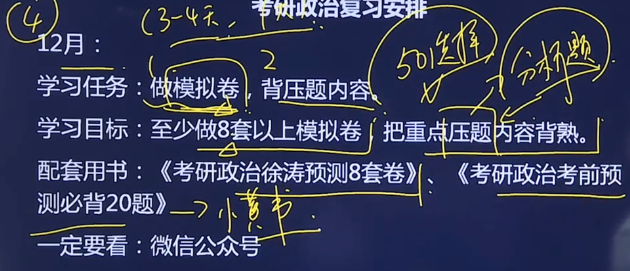 考研政治复习安排
④
(3-4天,
12月：
学习任务：做模拟卷，背压题内容。
2
50选择
分析题
学习目标：至少做8套以上模拟卷，把重点压题内容背熟。
配套用书：《考研政治徐涛预测8套卷》、《考研政治考前预
测必背20题》→小黄书
一定要看：微信公众号